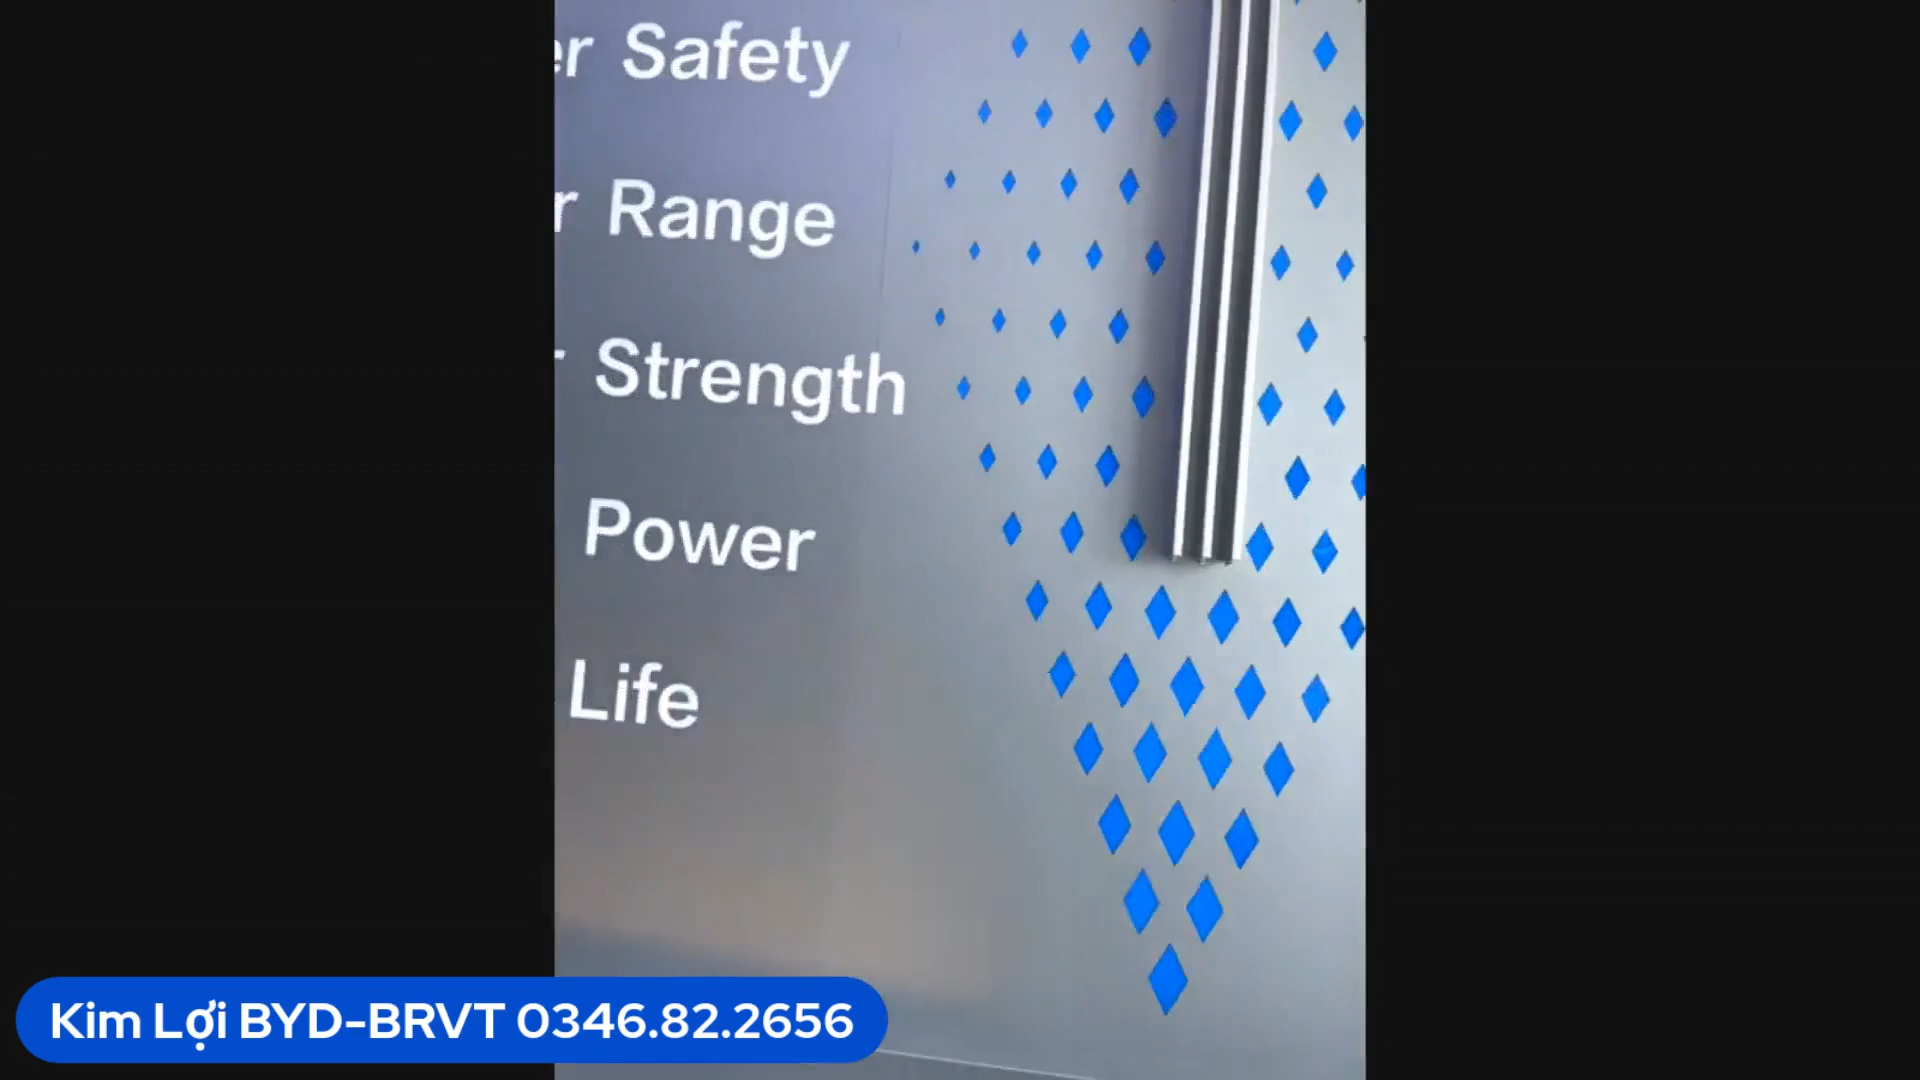 Safety
Range
Strength
Power
Life
Kim Lợi BYD-BRVT 0346.82.2656